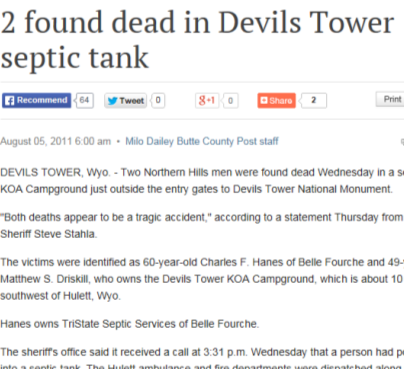 2 found dead in Devils Tower
septic tank
Recommend 64 Tweet 0 +1 0 Share 2 Print
August 05, 2011 6:00 am • Milo Dailey Butte County Post staff
DEVILS TOWER, Wyo. - Two Northern Hills men were found dead Wednesday in a
KOA Campground just outside the entry gates to Devils Tower National Monument.
"Both deaths appear to be a tragic accident," according to a statement Thursday from
Sheriff Steve Stahla.
The victims were identified as 60-year-old Charles F. Hanes of Belle Fourche and 49-
Matthew S. Driskill, who owns the Devils Tower KOA Campground, which is about 10
southwest of Hulett, Wyo.
Hanes owns TriState Septic Services of Belle Fourche.
The sheriff's office said it received a call at 3:31 p.m. Wednesday that a person had
into a septic tank. The Hulett ambulance and fire departments were dispatched along